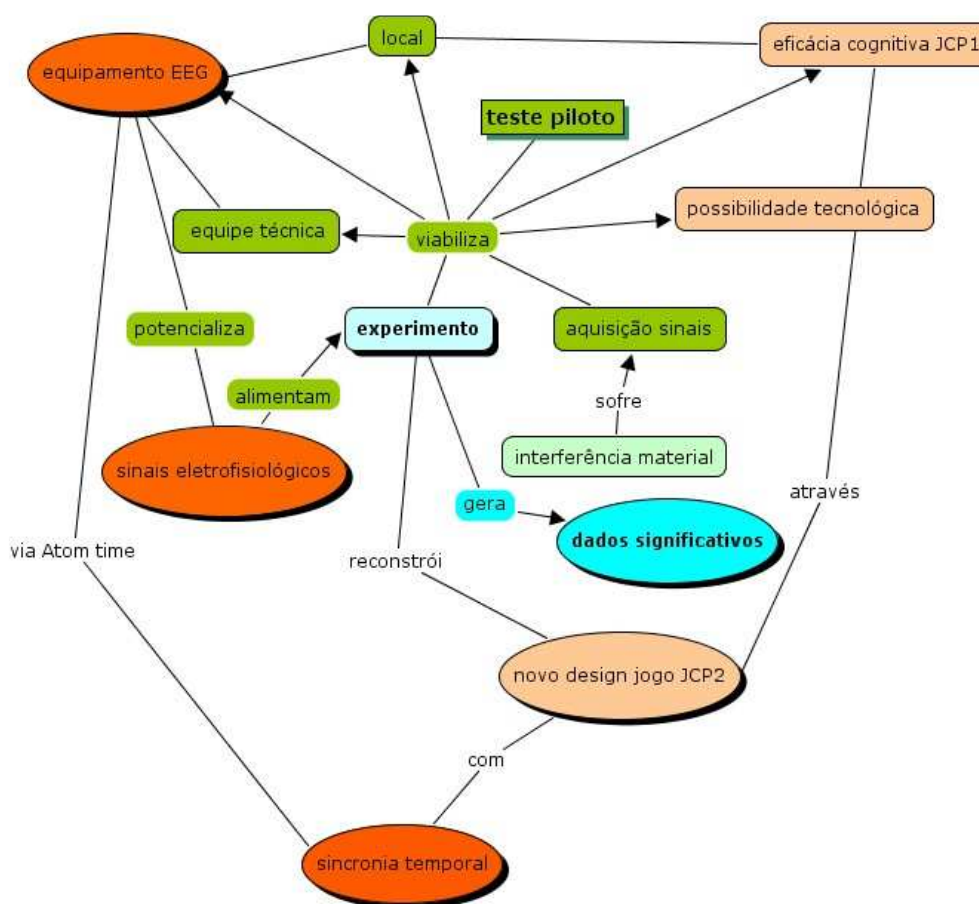 local
eficácia cognitiva JCP1
equipamento EEG
teste piloto
possibilidade tecnológica
equipe técnica
viabiliza
potencializa
experimento
aquisição sinais
alimentam
sofre
sinais eletrofisiológicos
interferência material
através
gera
dados significativos
via Atom time
reconstrói
novo design jogo JCP2
com
sincronia temporal